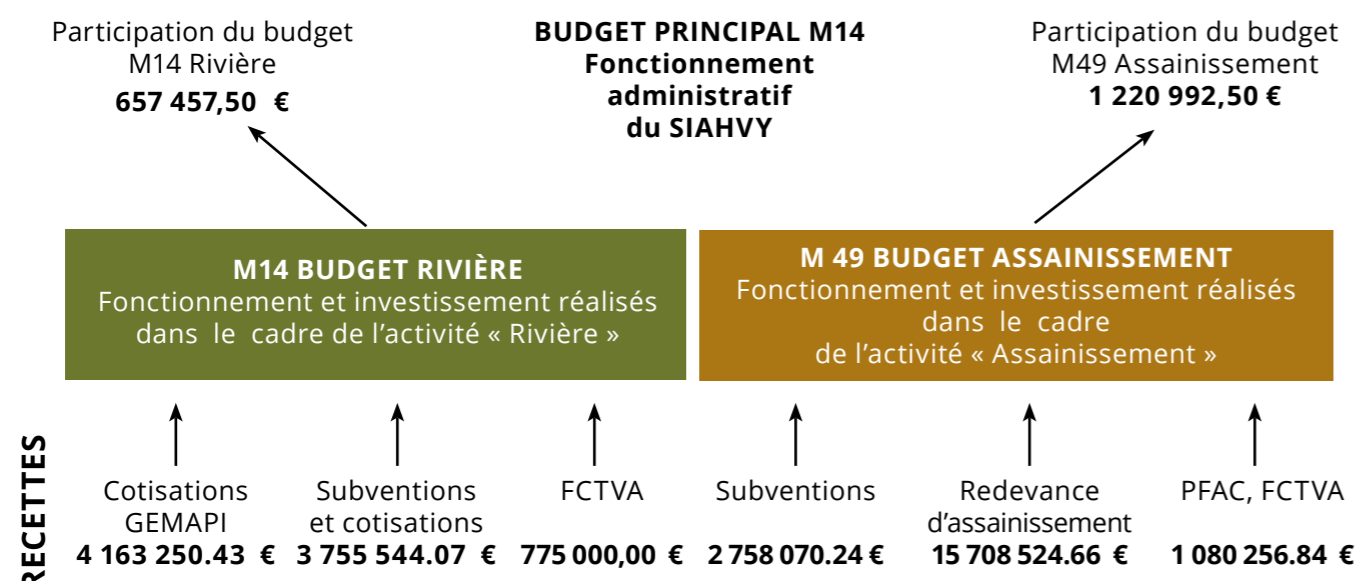 Participation du budget
M14 Rivière
657 457,50 €
BUDGET PRINCIPAL M14
Fonctionnement
administratif
du SIAHVY
Participation du budget
M49 Assainissement
1 220 992,50 €
M14 BUDGET RIVIÈRE
Fonctionnement et investissement réalisés
dans le cadre de l’activité « Rivière »
M 49 BUDGET ASSAINISSEMENT
Fonctionnement et investissement réalisés
dans le cadre
de l’activité « Assainissement »
RECETTES
Cotisations
GEMAPI
4 163 250.43 €
Subventions
et cotisations
3 755 544.07 €
FCTVA
775 000,00 €
Subventions
2 758 070.24 €
Redevance
d’assainissement
15 708 524.66 €
PFAC, FCTVA
1 080 256.84 €